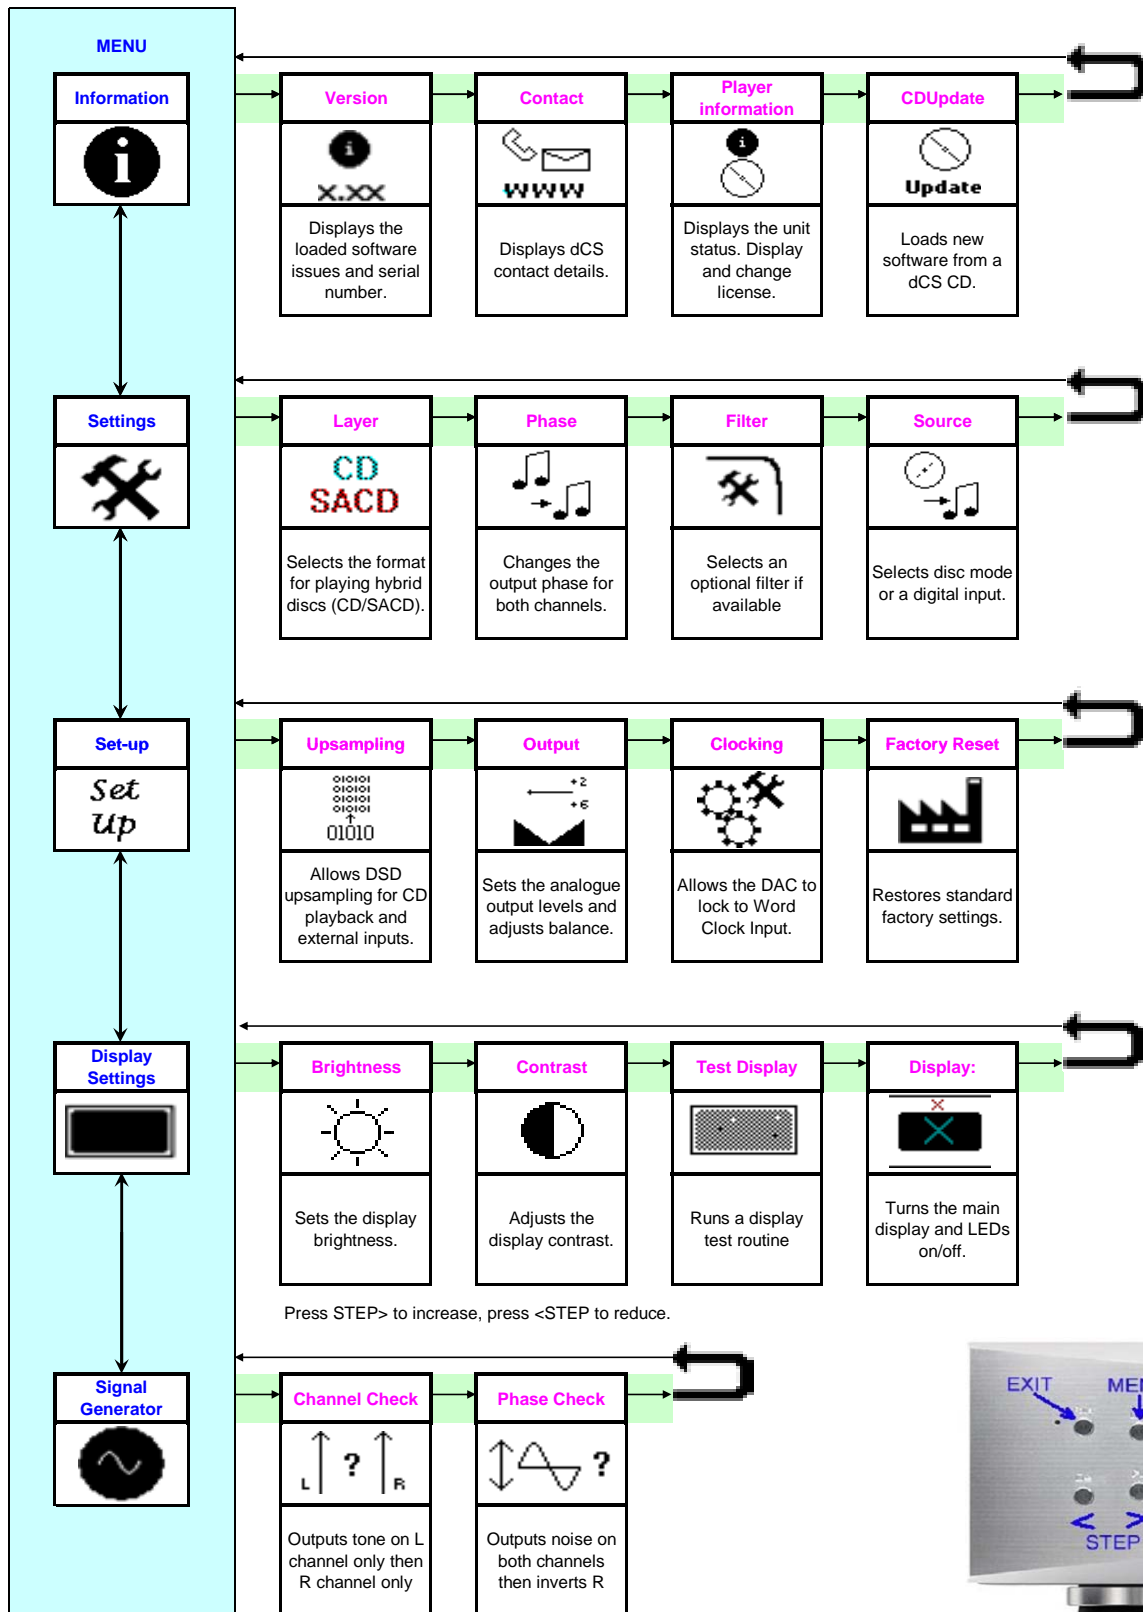 MENU
Information
Version
Contact
Player
information
CDUpdate
i
i
x.xx
www
i
Update
Displays the
loaded software
issues and serial
number.
Displays dCS
contact details.
Displays the unit
status. Display
and change
license.
Loads new
software from a
dCS CD.
Settings
Layer
Phase
Filter
Source
CD
SACD
Selects the format
for playing hybrid
discs (CD/SACD).
Changes the
output phase for
both channels.
Selects an
optional filter if
available
Selects disc mode
or a digital input.
Set-up
Upsampling
Output
Clocking
Factory Reset
Set
Up
01010
01010
01010
01010
01010
+2
+6
Allows DSD
upsampling for CD
playback and
external inputs.
Sets the analogue
output levels and
adjusts balance.
Allows the DAC to
lock to Word
Clock Input.
Restores standard
factory settings.
Display
Settings
Brightness
Contrast
Test Display
Display:
Sets the display
brightness.
Adjusts the
display contrast.
Runs a display
test routine
Turns the main
display and LEDs
on/off.
Press STEP> to increase, press <STEP to reduce.
Signal
Generator
Channel Check
Phase Check
L ? R
?
Outputs tone on L
channel only then
R channel only
Outputs noise on
both channels
then inverts R
EXIT
< >
STEP